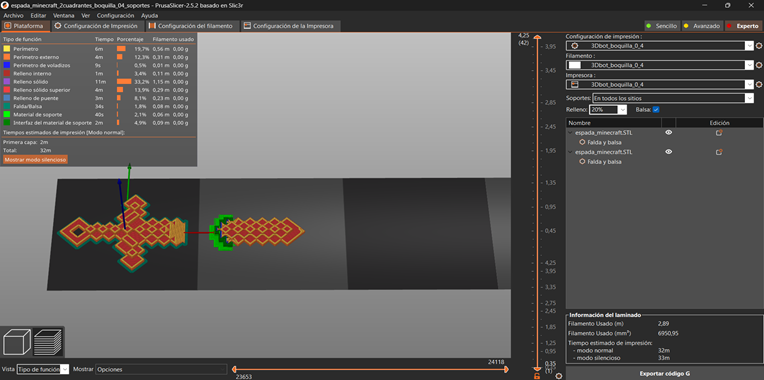 espada_minecraft_2cuadrantes_boquilla_04_soportes - PrusaSlicer-2.5.2 basado en Slic3r
Archivo Editar Ventana Ver Configuración Ayuda
Plataforma Configuración de Impresión Configuración del filamento Configuración de la Impresora
Sencillo Avanzado Experto
Tipo de función Tiempo Porcentaje Filamento usado
Perímetro 6m 19,7% 0,56 m 0,00 g
Perímetro externo 4m 12,3% 0,31 m 0,00 g
Perímetro de voladizos 9s 0,5% 0,01 m 0,00 g
Relleno interno 1m 3,4% 0,11 m 0,00 g
Relleno sólido 11m 33,2% 1,15 m 0,00 g
Relleno sólido superior 4m 13,9% 0,29 m 0,00 g
Relleno de puente 3m 8,1% 0,23 m 0,00 g
Falda/Balsa 34s 1,8% 0,08 m 0,00 g
Material de soporte 40s 2,1% 0,06 m 0,00 g
Interfaz del material de soporte 2m 4,9% 0,09 m 0,00 g
Tiempos estimados de impresión [Modo normal]:
Primera capa: 2m
Total: 32m
Mostrar modo silencioso
4,25
(42)
3,95
3,45
2,85
2,45
1,95
1,35
0,95
0,45
4,25
3,95
3,35
2,85
2,45
1,85
1,25
0,95
0,35
(1)
Configuración de impresión :
3Dbot_boquilla_0_4
Filamento :
3Dbot_boquilla_0_4
Impresora :
3Dbot_boquilla_0_4
Soportes: En todos los sitios
Relleno: 20% Balsa:
Nombre Edición
espada_minecraft.STL
Falda y balsa
espada_minecraft.STL
Falda y balsa
Información del laminado
Filamento Usado (m) 2,89
Filamento Usado (mm³) 6950,95
Tiempo estimado de impresión:
- modo normal 32m
- modo silencioso 33m
Exportar código G
Vista Tipo de función Mostrar Opciones
24118
23653